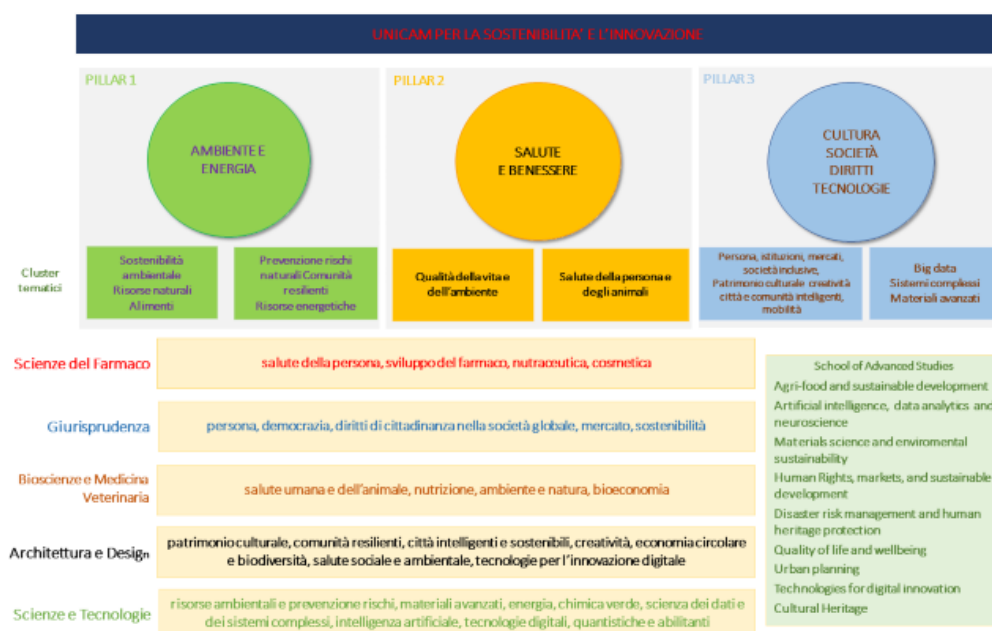 UNICAM PER LA SOSTENIBILITA' E L'INNOVAZIONE
PILLAR 1
AMBIENTE E
ENERGIA
PILLAR 2
SALUTE
E BENESSERE
PILLAR 3
CULTURA
SOCIETÀ
DIRITTI
TECNOLOGIE
Cluster
tematici
Sostenibilità
ambientale
Risorse naturali
Alimenti
Prevenzione rischi
naturali Comunità
resilienti
Risorse energetiche
Qualità della vita e
dell'ambiente
Salute della persona e
degli animali
Persona, istituzioni, mercati,
società inclusive,
Patrimonio culturale creatività
città e comunità intelligenti,
mobilità
Big data
Sistemi complessi
Materiali avanzati
Scienze del Farmaco
salute della persona, sviluppo del farmaco, nutraceutica, cosmetica
Giurisprudenza
persona, democrazia, diritti di cittadinanza nella società globale, mercato, sostenibilità
Bioscienze e Medicina
Veterinaria
salute umana e dell'animale, nutrizione, ambiente e natura, bioeconomia
Architettura e Design
patrimonio culturale, comunità resilienti, città intelligenti e sostenibili, creatività, economia circolare
e biodiversità, salute sociale e ambientale, tecnologie per l'innovazione digitale
Scienze e Tecnologie
risorse ambientali e prevenzione rischi, materiali avanzati, energia, chimica verde, scienza dei dati e
dei sistemi complessi, intelligenza artificiale, tecnologie digitali, quantistiche e abilitanti
School of Advanced Studies
Agri-food and sustainable development
Artificial intelligence, data analytics and
neuroscience
Materials science and enviromental
sustainability
Human Rights, markets, and sustainable
development
Disaster risk management and human
heritage protection
Quality of life and wellbeing
Urban planning
Technologies for digital innovation
Cultural Heritage